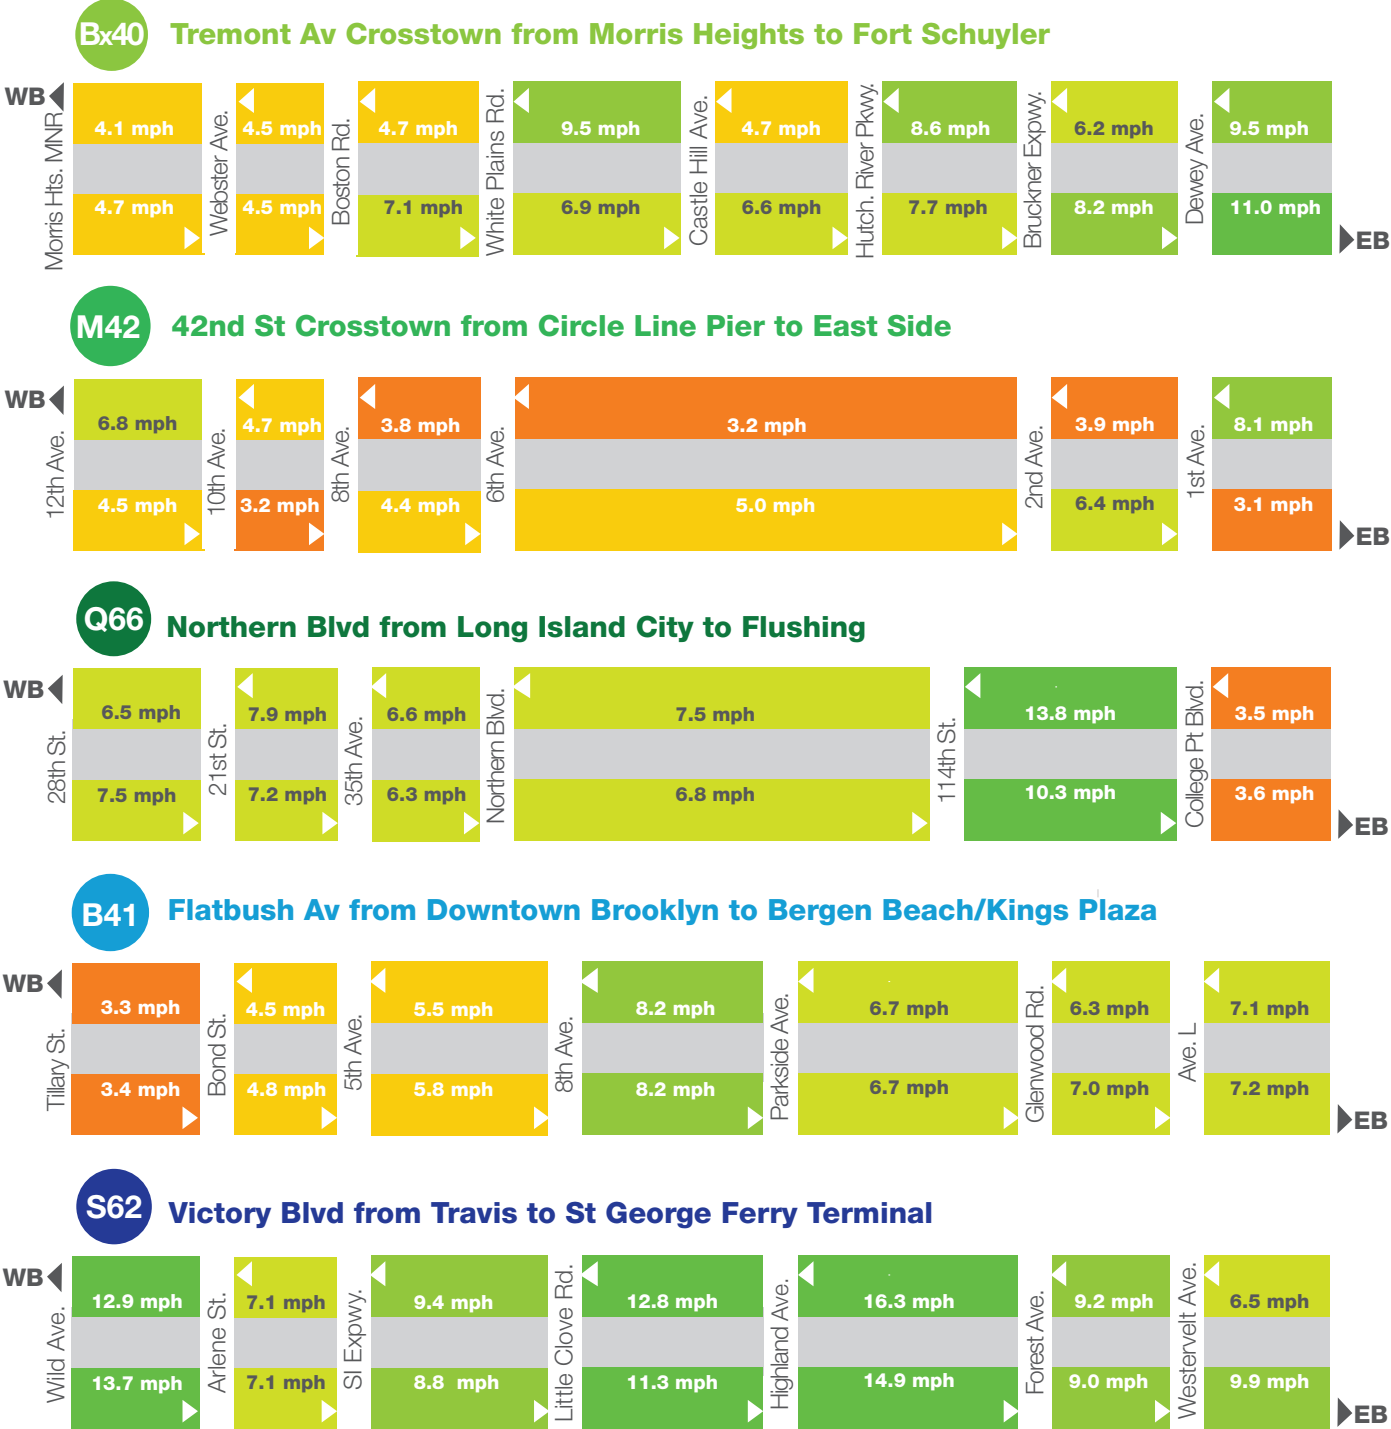 Bx40 Tremont Av Crosstown from Morris Heights to Fort Schuyler
WB
4.1 mph 4.5 mph 4.7 mph 9.5 mph 4.7 mph 8.6 mph 6.2 mph 9.5 mph
Morris Hts. MNR Webster Ave. Boston Rd. White Plains Rd. Castle Hill Ave. Hutch. River Pkwy. Bruckner Expwy. Dewey Ave.
4.7 mph 4.5 mph 7.1 mph 6.9 mph 6.6 mph 7.7 mph 8.2 mph 11.0 mph
EB
M42 42nd St Crosstown from Circle Line Pier to East Side
WB
6.8 mph 4.7 mph 3.8 mph 3.2 mph 3.9 mph 8.1 mph
12th Ave. 10th Ave. 8th Ave. 6th Ave. 2nd Ave. 1st Ave.
4.5 mph 3.2 mph 4.4 mph 5.0 mph 6.4 mph 3.1 mph
EB
Q66 Northern Blvd from Long Island City to Flushing
WB
6.5 mph 7.9 mph 6.6 mph 7.5 mph 13.8 mph 3.5 mph
28th St. 21st St. 35th Ave. Northern Blvd. 114th St. College Pt Blvd.
7.5 mph 7.2 mph 6.3 mph 6.8 mph 10.3 mph 3.6 mph
EB
B41 Flatbush Av from Downtown Brooklyn to Bergen Beach/Kings Plaza
WB
3.3 mph 4.5 mph 5.5 mph 8.2 mph 6.7 mph 6.3 mph 7.1 mph
Tillary St. Bond St. 5th Ave. 8th Ave. Parkside Ave. Glenwood Rd. Ave. L
3.4 mph 4.8 mph 5.8 mph 8.2 mph 6.7 mph 7.0 mph 7.2 mph
EB
S62 Victory Blvd from Travis to St George Ferry Terminal
WB
12.9 mph 7.1 mph 9.4 mph 12.8 mph 16.3 mph 9.2 mph 6.5 mph
Wild Ave. Arlene St. SI Expwy. Little Clove Rd. Highland Ave. Forest Ave. Westervelt Ave.
13.7 mph 7.1 mph 8.8 mph 11.3 mph 14.9 mph 9.0 mph 9.9 mph
EB